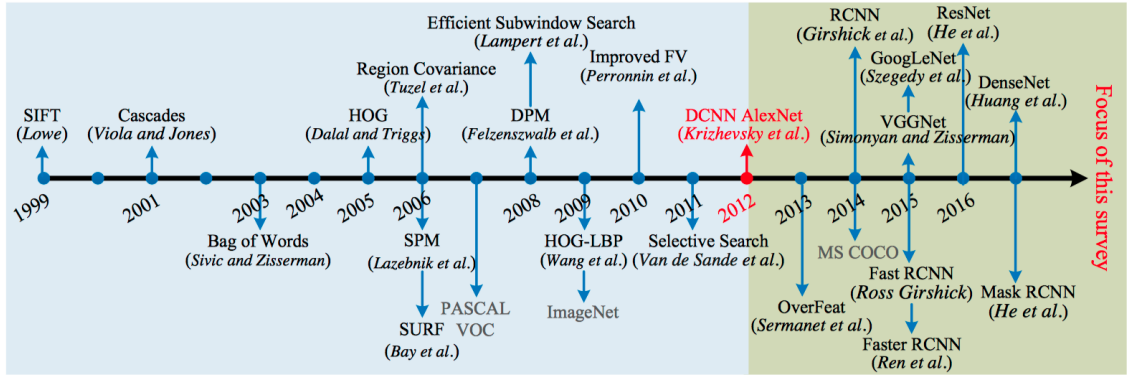 SIFT
(Lowe)
Cascades
(Viola and Jones)
HOG
(Dalal and Triggs)
Region Covariance
(Tuzel et al.)
Efficient Subwindow Search
(Lampert et al.)
DPM
(Felzenszwalb et al.)
Improved FV
(Perronnin et al.)
DCNN AlexNet
(Krizhevsky et al.)
RCNN
(Girshick et al.)
GoogLeNet
(Szegedy et al.)
VGGNet
(Simonyan and Zisserman)
ResNet
(He et al.)
DenseNet
(Huang et al.)
Focus of this survey
1999
2001
2003
2004
2005
2006
2008
2009
2010
2011
2012
2013
2014
2015
2016
Bag of Words
(Sivic and Zisserman)
SPM
(Lazebnik et al.)
SURF
(Bay et al.)
PASCAL
VOC
HOG-LBP
(Wang et al.)
ImageNet
Selective Search
(Van de Sande et al.)
OverFeat
(Sermanet et al.)
MS COCO
Fast RCNN
(Ross Girshick)
Faster RCNN
(Ren et al.)
Mask RCNN
(He et al.)